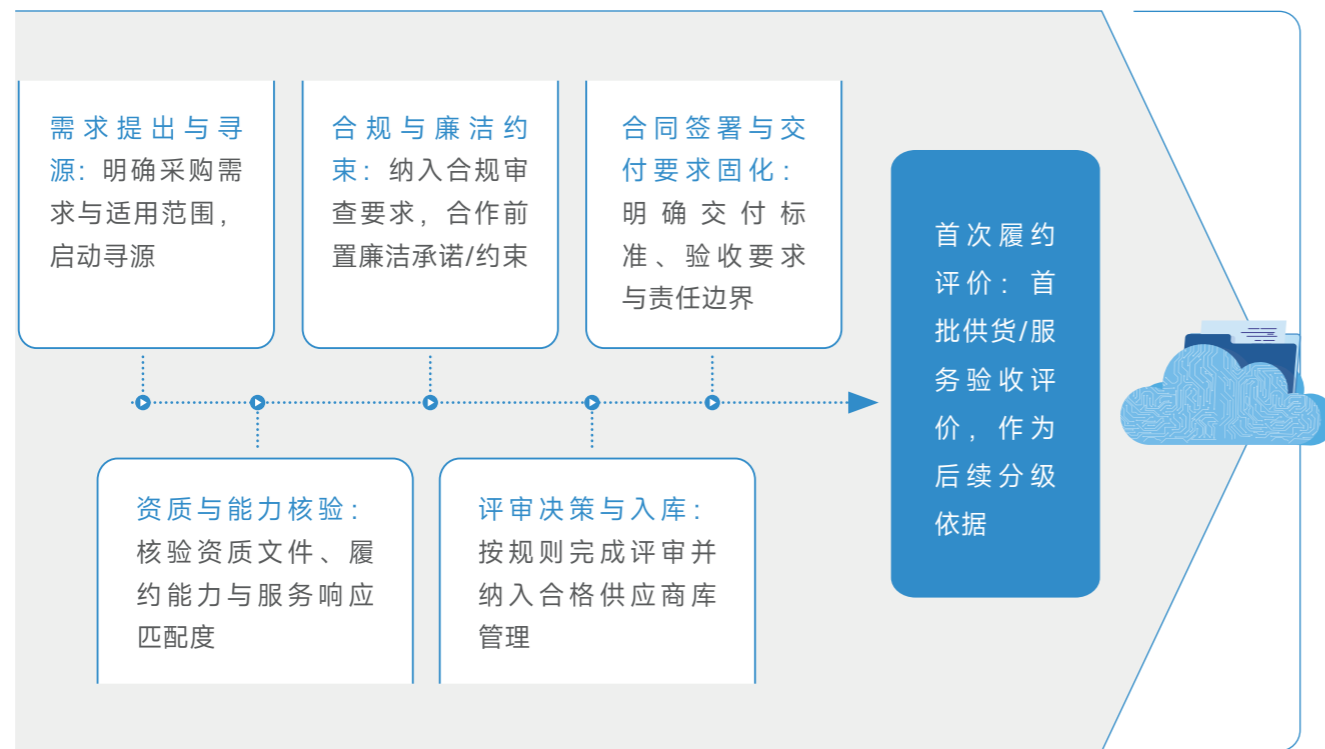 需求提出与寻
源：明确采购需
求与适用范围，
启动寻源
资质与能力核验：
核验资质文件、履
约能力与服务响应
匹配度
合规与廉洁约
束：纳入合规审
查要求，合作前
置廉洁承诺/约束
评审决策与入库：
按规则完成评审并
纳入合格供应商库
管理
合同签署与交
付要求固化：
明确交付标
准、验收要求
与责任边界
首次履约
评价：首
批供货/服
务验收评
价，作为
后续分级
依据